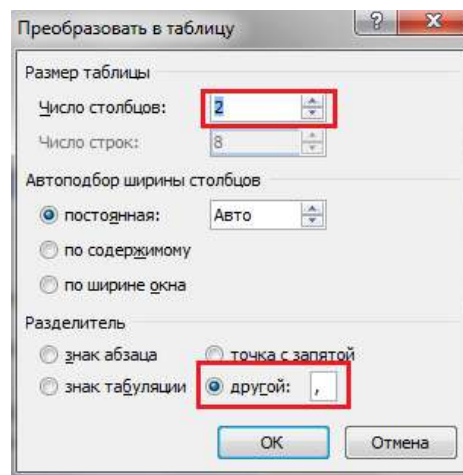 Преобразовать в таблицу
Размер таблицы
Число столбцов: 2
Число строк: 8
Автоподбор ширины столбцов
постоянная: Авто
по содержимому
по ширине окна
Разделитель
знак абзаца точка с запятой
знак табуляции другой: ,
ОК Отмена